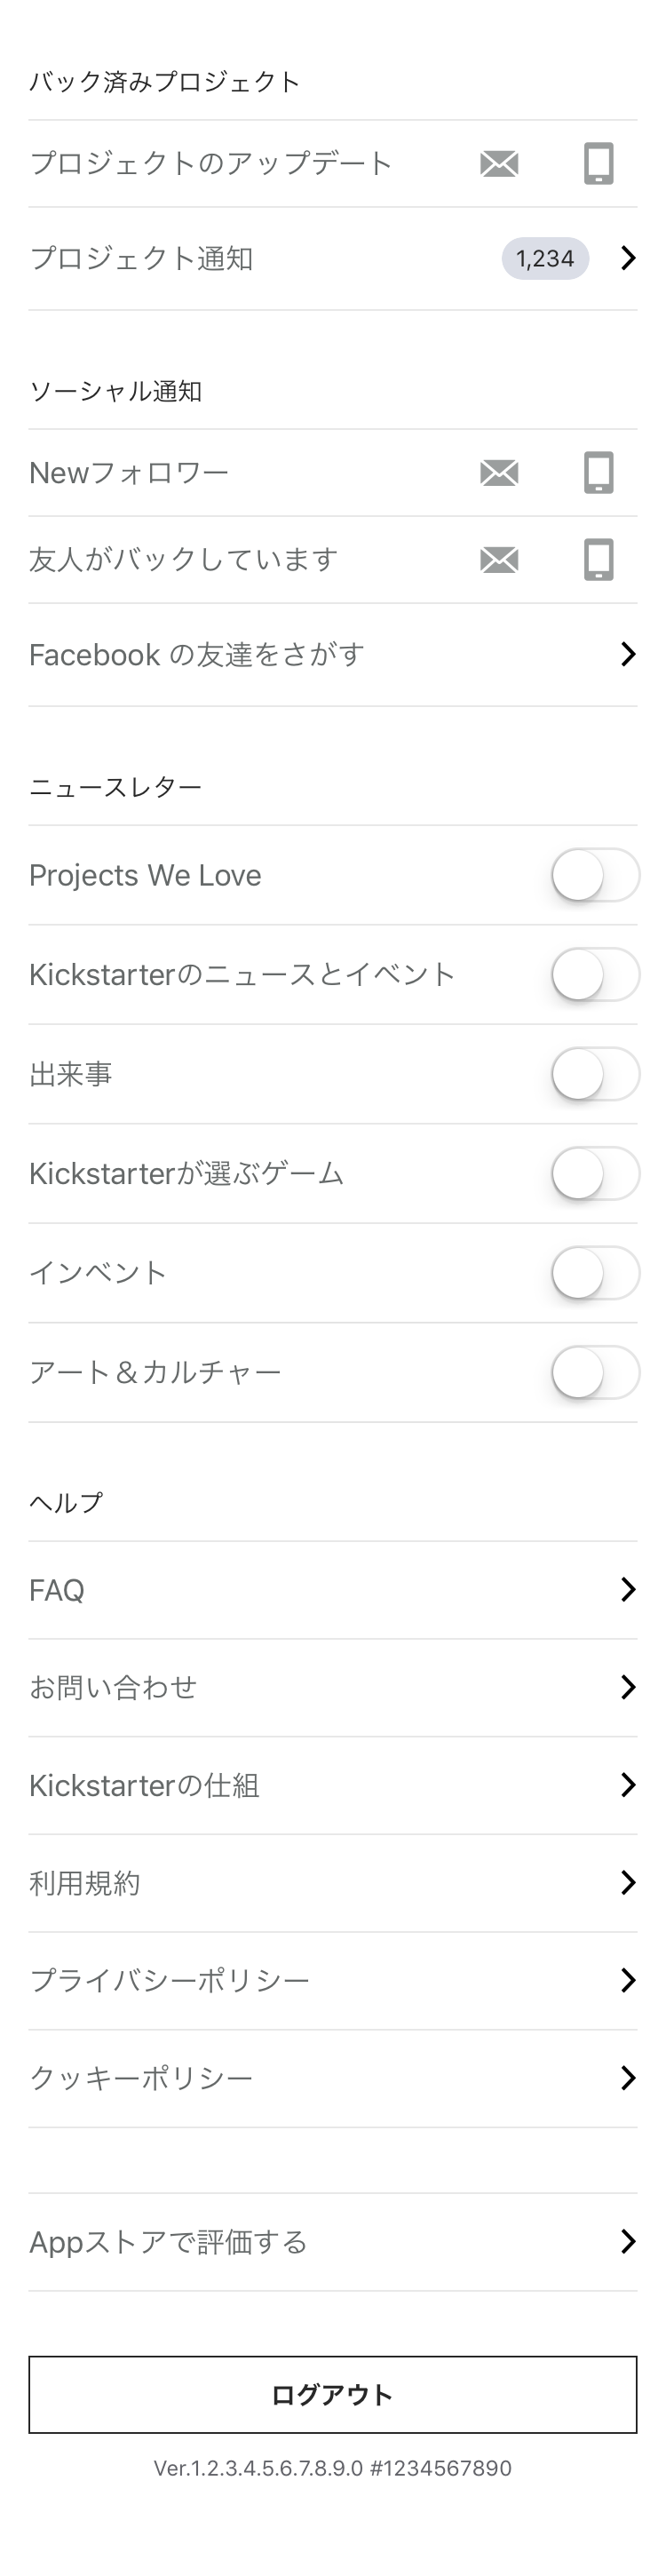 バック済みプロジェクト
プロジェクトのアップデート
プロジェクト通知 1,234
ソーシャル通知
Newフォロワー
友人がバックしています
Facebook の友達をさがす
ニュースレター
Projects We Love
Kickstarterのニュースとイベント
出来事
Kickstarterが選ぶゲーム
インベント
アート＆カルチャー
ヘルプ
FAQ
お問い合わせ
Kickstarterの仕組
利用規約
プライバシーポリシー
クッキーポリシー
Appストアで評価する
ログアウト
Ver.1.2.3.4.5.6.7.8.9.0 #1234567890